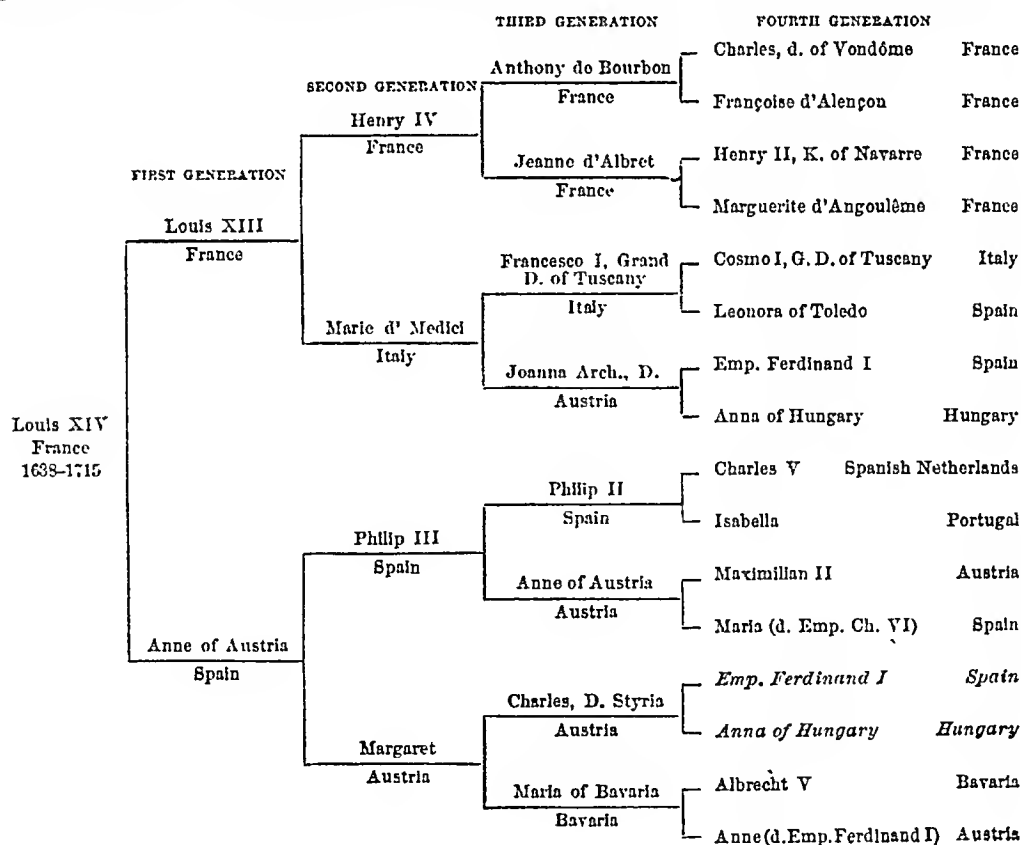 THIRD GENERATION FOURTH GENERATION
Charles, d. of Vondôme France
Anthony do Bourbon
SECOND GENERATION
France
Françoise d'Alençon France
Henry IV
France
Jeanne d'Albret
Henry II, K. of Navarre France
FIRST GENERATION
France
Marguerite d'Angoulême France
Louis XIII
France
Francesco I, Grand
D. of Tuscany
Cosmo I, G. D. of Tuscany Italy
Italy
Leonora of Toledo Spain
Marie d' Medici
Italy
Joanna Arch., D.
Emp. Ferdinand I Spain
Austria
Anna of Hungary Hungary
Louis XIV
France
1638–1715
Charles V Spanish Netherlands
Philip II
Spain
Isabella Portugal
Philip III
Spain
Anne of Austria
Maximilian II Austria
Austria
Maria (d. Emp. Ch. VI) Spain
Anne of Austria
Spain
Emp. Ferdinand I Spain
Charles, D. Styria
Austria
Anna of Hungary Hungary
Margaret
Austria
Maria of Bavaria
Albrecht V Bavaria
Bavaria
Anne (d. Emp. Ferdinand I) Austria